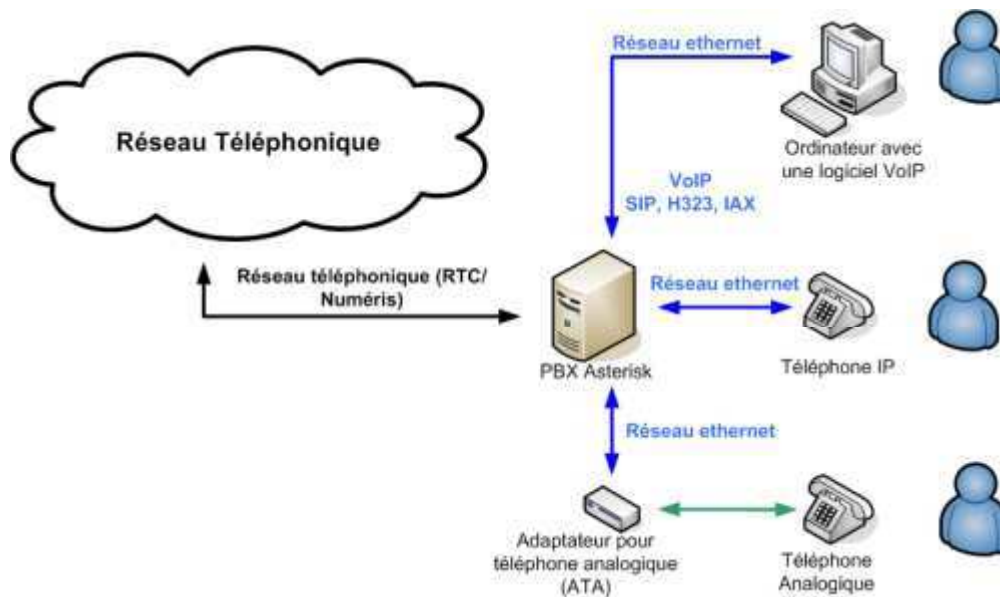 Réseau Téléphonique
Réseau ethernet
Ordinateur avec
une logiciel VoIP
VoIP
SIP, H323, IAX
Réseau téléphonique (RTC/
Numéris)
PBX Asterisk
Réseau ethernet
Téléphone IP
Réseau ethernet
Adaptateur pour
téléphone analogique
(ATA)
Téléphone
Analogique